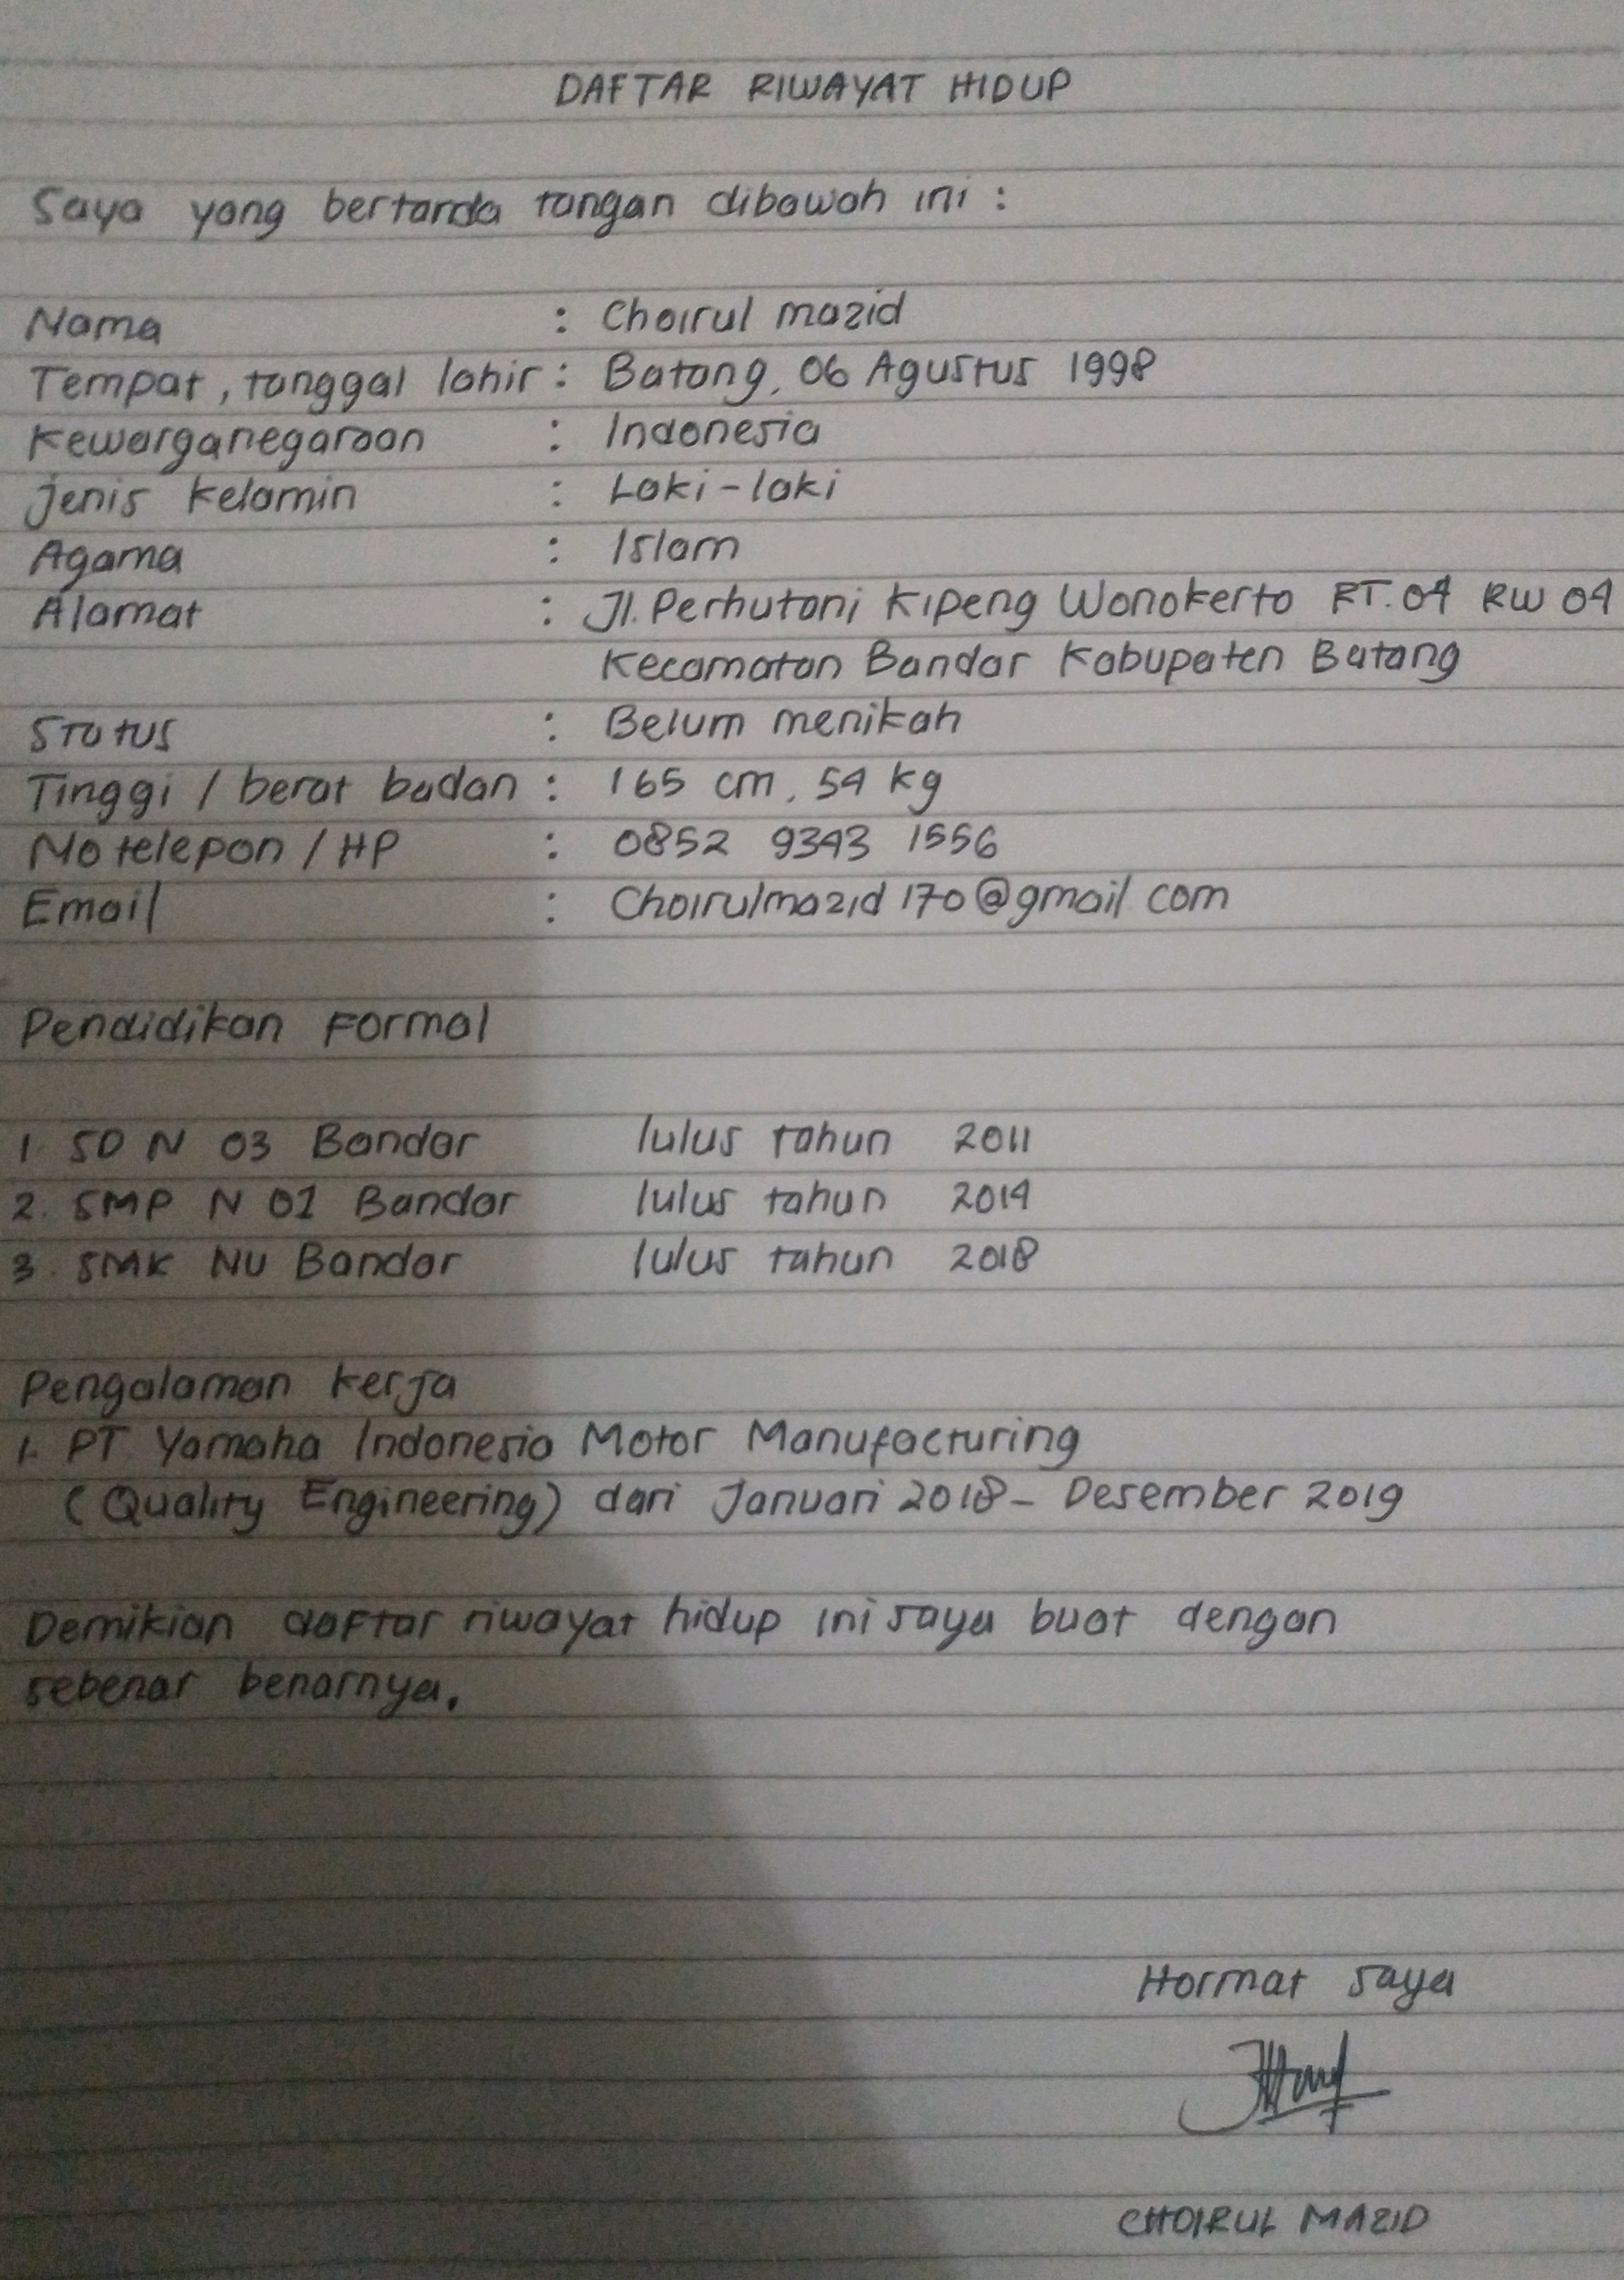 DAFTAR RIWAYAT HIDUP
Saya yang bertanda tangan dibawah ini :
Nama : Choirul mazid
Tempat, tanggal lahir : Batang, 06 Agustus 1998
Kewarganegaraan : Indonesia
Jenis kelamin : Laki-laki
Agama : Islam
Alamat : Jl. Perhutani Kipeng Wonokerto RT.04 RW 04
Kecamatan Bandar Kabupaten Batang
Status : Belum menikah
Tinggi / berat badan : 165 cm, 54 kg
No telepon / HP : 0852 9343 1556
Email : Choirulmazid170@gmail.com
Pendidikan Formal
1. SD N 03 Bandar lulus tahun 2011
2. SMP N 01 Bandar lulus tahun 2014
3. SMK NU Bandar lulus tahun 2018
Pengalaman kerja
1. PT Yamaha Indonesia Motor Manufacturing
(Quality Engineering) dari Januari 2018 - Desember 2019
Demikian daftar riwayat hidup ini saya buat dengan
sebenar benarnya.
Hormat saya
CHOIRUL MAZID